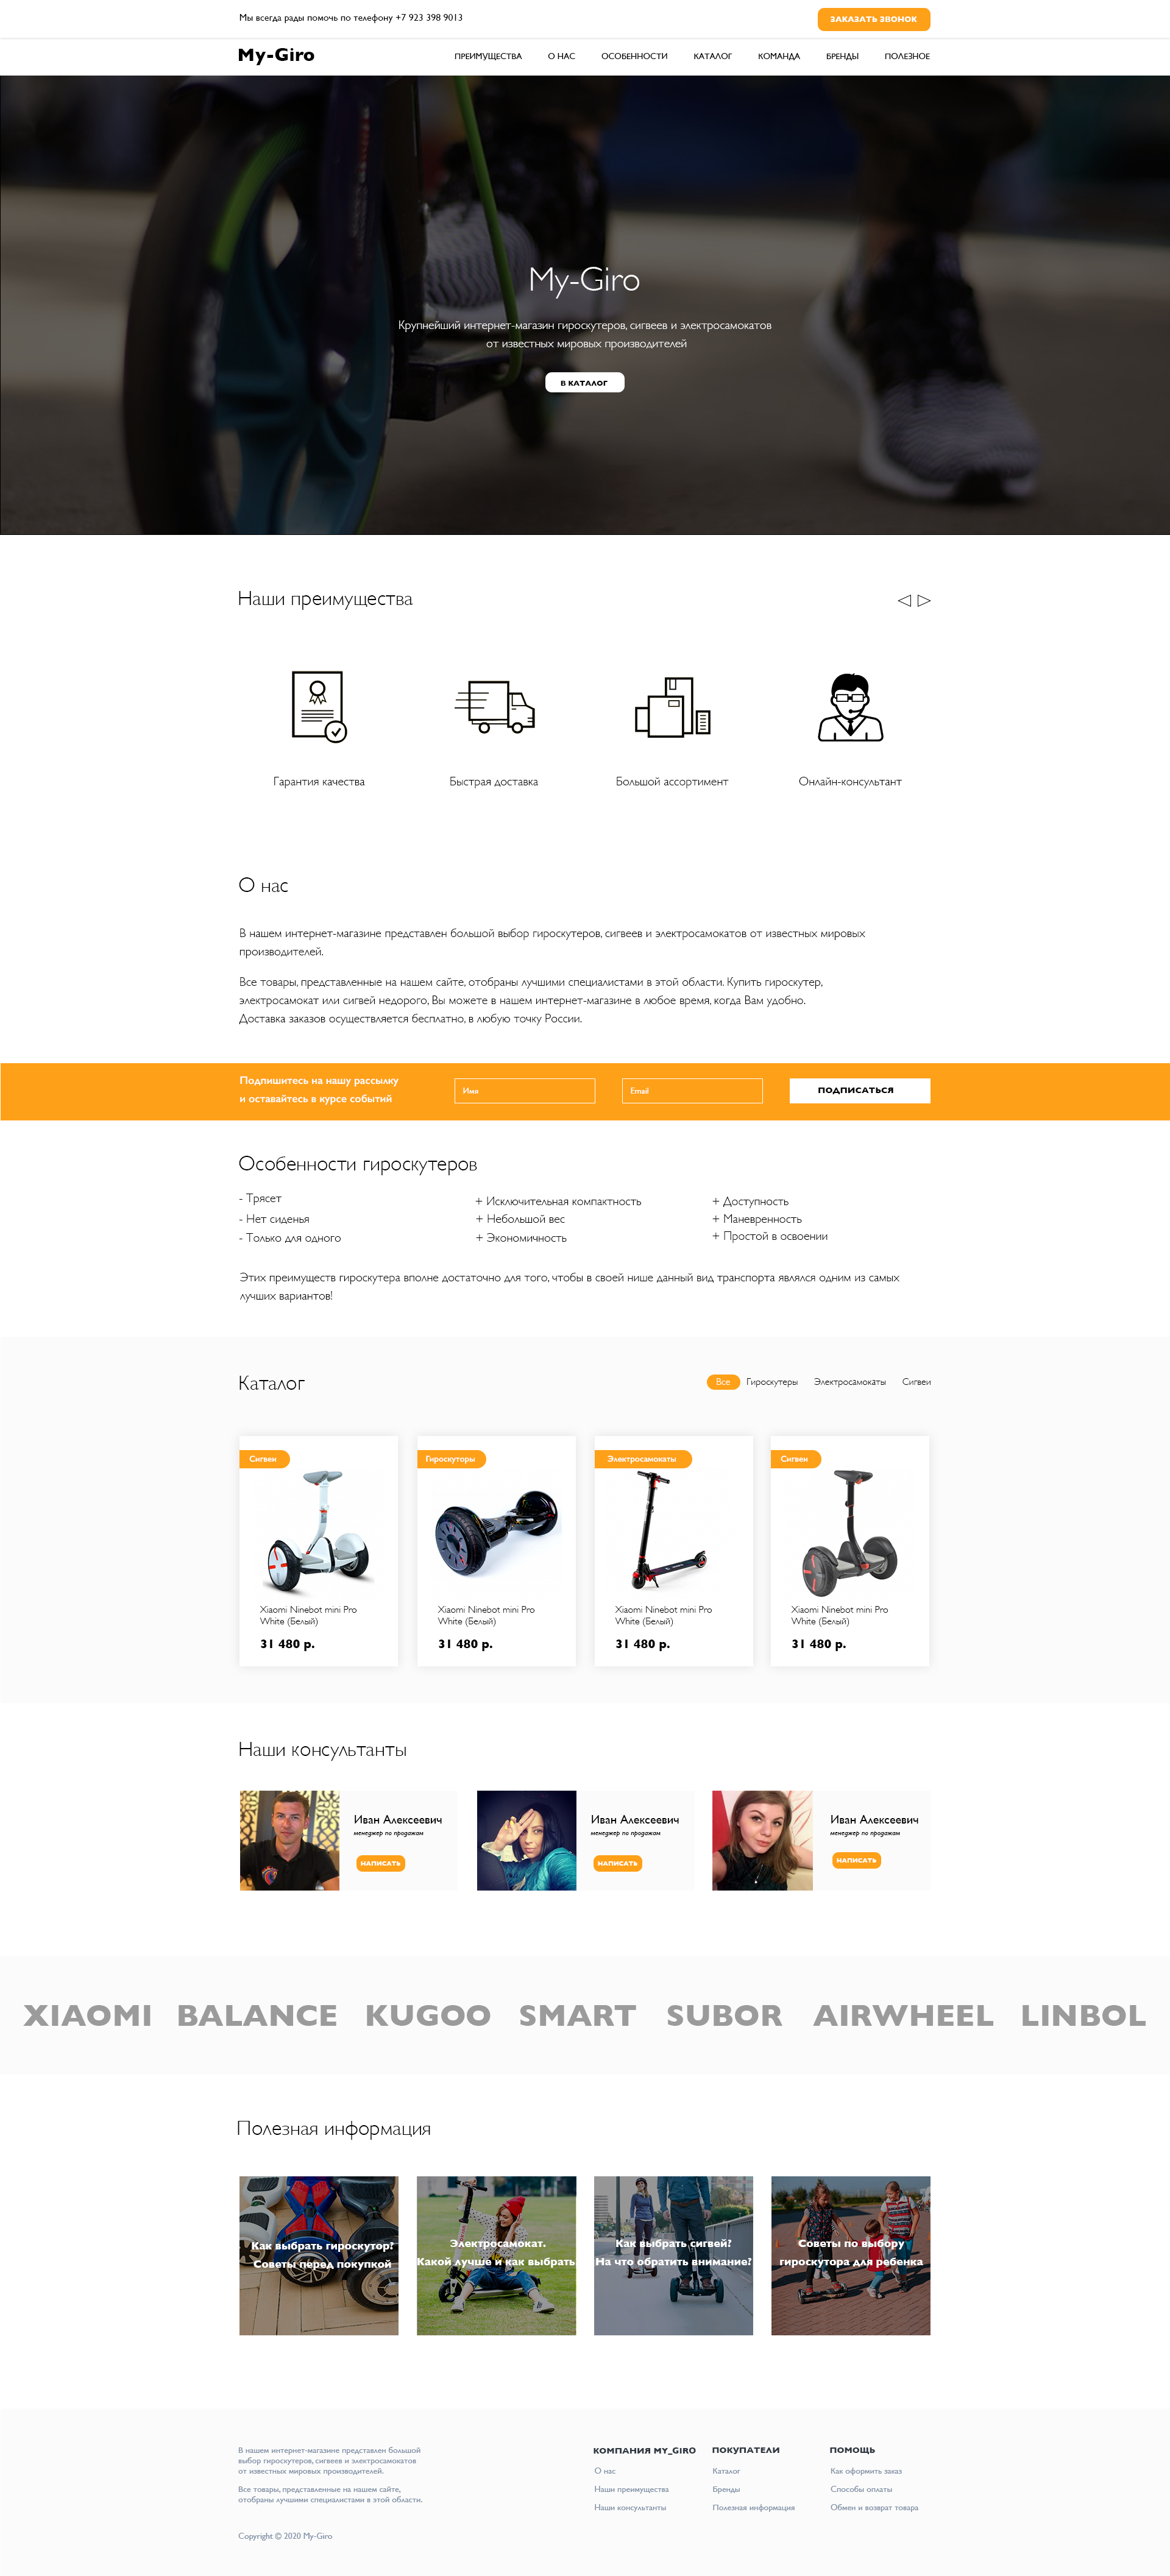 Мы всегда рады помочь по телефону +7 923 398 9013
ЗАКАЗАТЬ ЗВОНОК
My-Giro
ПРЕИМУЩЕСТВА О НАС ОСОБЕННОСТИ КАТАЛОГ КОМАНДА БРЕНДЫ ПОЛЕЗНОЕ
My-Giro
Крупнейший интернет-магазин гироскутеров, сигвеев и электросамокатов
от известных мировых производителей
В КАТАЛОГ
Наши преимущества
Гарантия качества
Быстрая доставка
Большой ассортимент
Онлайн-консультант
О нас
В нашем интернет-магазине представлен большой выбор гироскутеров, сигвеев и электросамокатов от известных мировых
производителей.
Все товары, представленные на нашем сайте, отобраны лучшими специалистами в этой области. Купить гироскутер,
электросамокат или сигвей недорого, Вы можете в нашем интернет-магазине в любое время, когда Вам удобно.
Доставка заказов осуществляется бесплатно, в любую точку России.
Подпишитесь на нашу рассылку
и оставайтесь в курсе событий
Имя
Email
ПОДПИСАТЬСЯ
Особенности гироскутеров
- Трясет
- Нет сиденья
- Только для одного
+ Исключительная компактность
+ Небольшой вес
+ Экономичность
+ Доступность
+ Маневренность
+ Простой в освоении
Этих преимуществ гироскутера вполне достаточно для того, чтобы в своей нише данный вид транспорта являлся одним из самых
лучших вариантов!
Каталог
Все Гироскутеры Электросамокаты Сигвеи
Сигвеи
Xiaomi Ninebot mini Pro
White (Белый)
31 480 р.
Гироскуторы
Xiaomi Ninebot mini Pro
White (Белый)
31 480 р.
Электросамокаты
Xiaomi Ninebot mini Pro
White (Белый)
31 480 р.
Сигвеи
Xiaomi Ninebot mini Pro
White (Белый)
31 480 р.
Наши консультанты
Иван Алексеевич
менеджер по продажам
НАПИСАТЬ
Иван Алексеевич
менеджер по продажам
НАПИСАТЬ
Иван Алексеевич
менеджер по продажам
НАПИСАТЬ
XIAOMI BALANCE KUGOO SMART SUBOR AIRWHEEL LINBOL
Полезная информация
Как выбрать гироскутор?
Советы перед покупкой
Электросамокат.
Какой лучше и как выбрать
Как выбрать сигвей?
На что обратить внимание?
Советы по выбору
гироскутора для ребенка
В нашем интернет-магазине представлен большой
выбор гироскутеров, сигвеев и электросамокатов
от известных мировых производителей.
Все товары, представленные на нашем сайте,
отобраны лучшими специалистами в этой области.
Copyright © 2020 My-Giro
КОМПАНИЯ MY_GIRO
О нас
Наши преимущества
Наши консультанты
ПОКУПАТЕЛИ
Каталог
Бренды
Полезная информация
ПОМОЩЬ
Как оформить заказ
Способы оплаты
Обмен и возврат товара